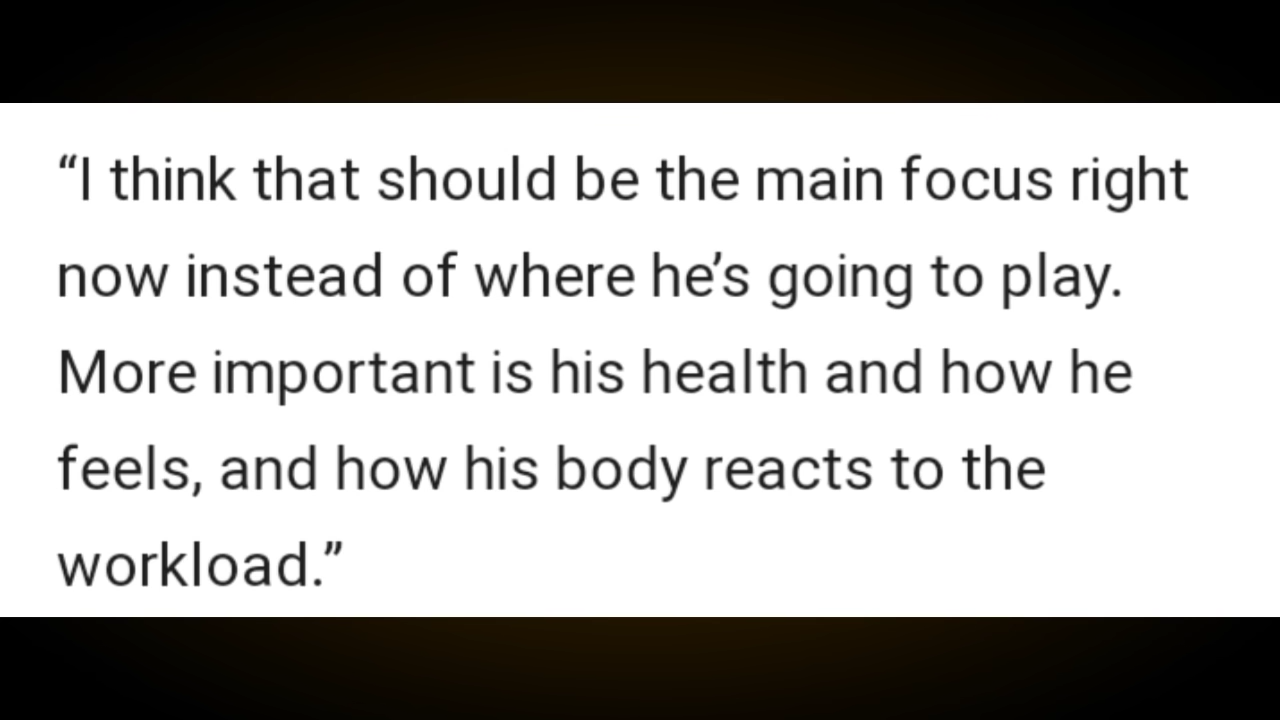 “I think that should be the main focus right
now instead of where he’s going to play.
More important is his health and how he
feels, and how his body reacts to the
workload.”